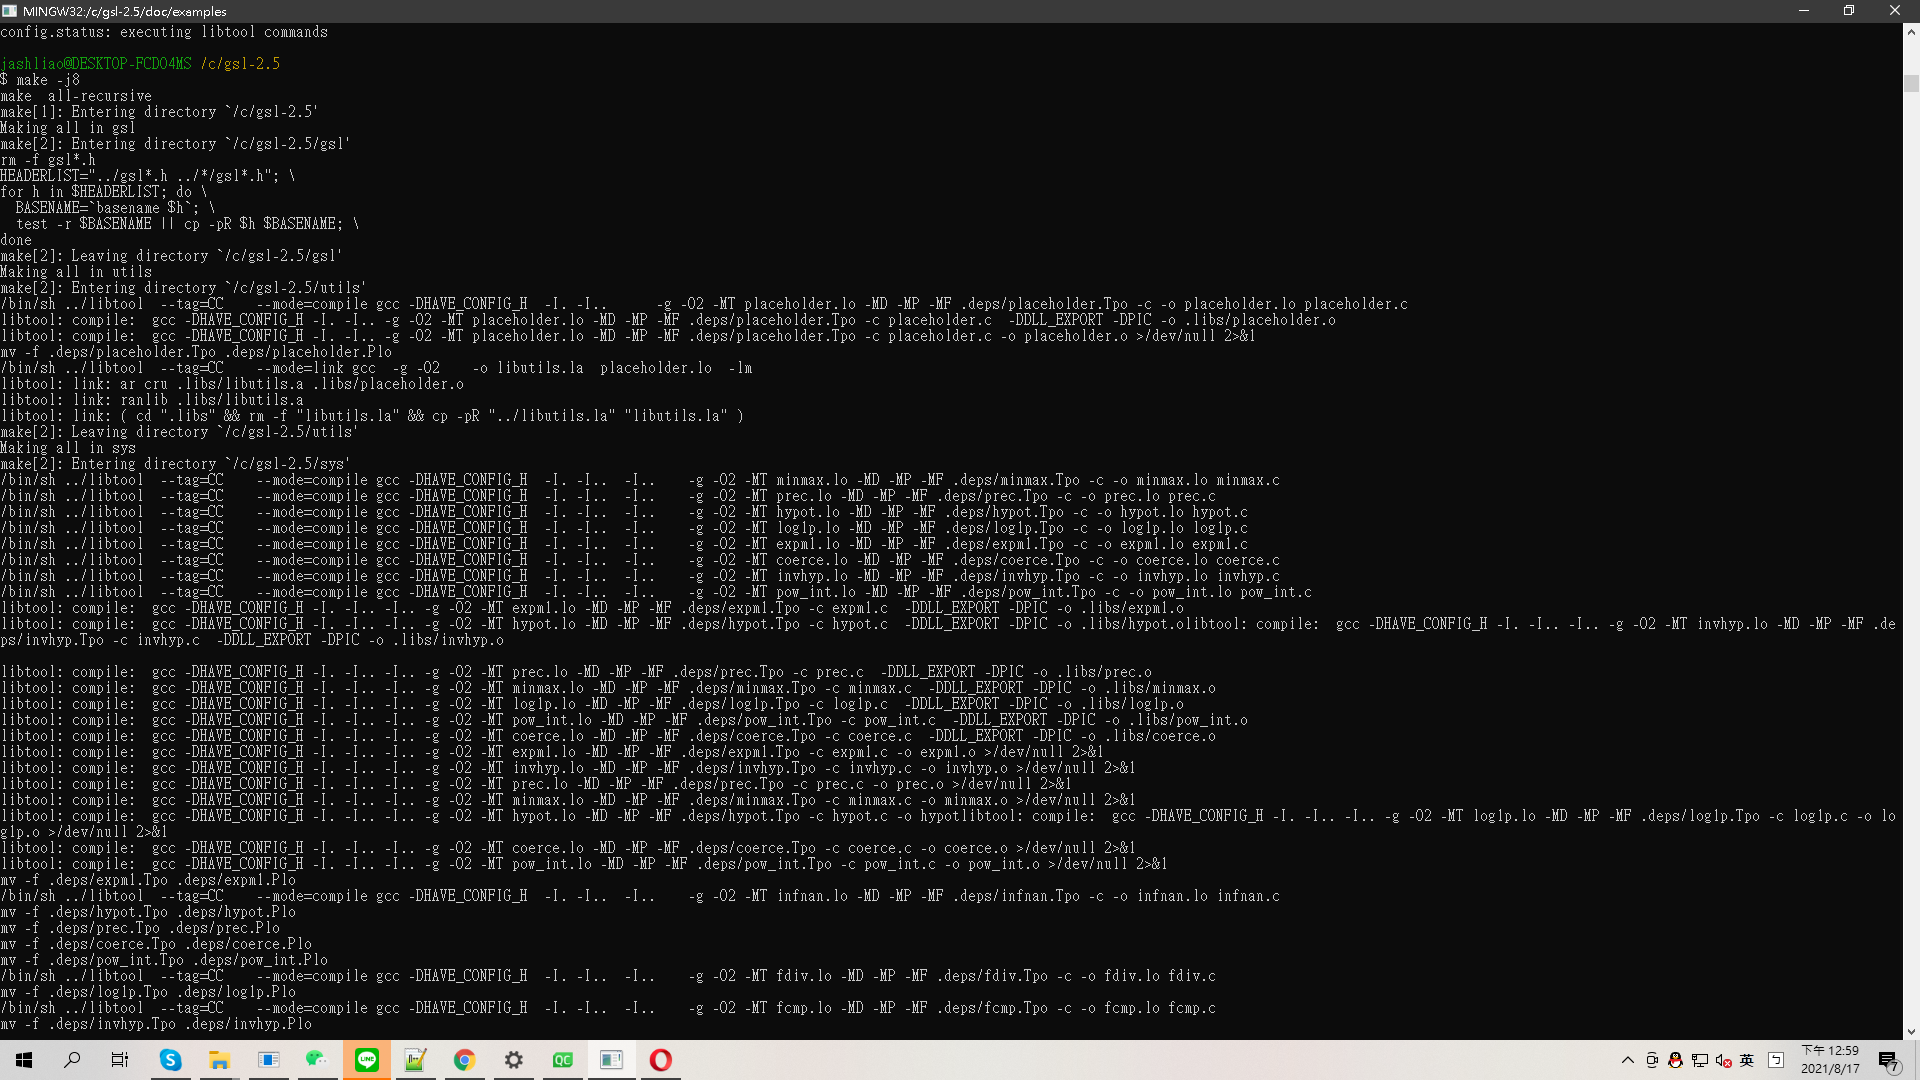 MINGW32:/c/gsl-2.5/doc/examples
config.status: executing libtool commands
jashliao@DESKTOP-FCDO4MS /c/gsl-2.5
$ make -j8
make  all-recursive
make[1]: Entering directory `/c/gsl-2.5'
Making all in gsl
make[2]: Entering directory `/c/gsl-2.5/gsl'
rm -f gsl*.h
HEADERLIST="../gsl*.h ../*/gsl*.h"; \
for h in $HEADERLIST; do \
  BASENAME=`basename $h`; \
  test -r $BASENAME || cp -pR $h $BASENAME; \
done
make[2]: Leaving directory `/c/gsl-2.5/gsl'
Making all in utils
make[2]: Entering directory `/c/gsl-2.5/utils'
/bin/sh ../libtool  --tag=CC    --mode=compile gcc -DHAVE_CONFIG_H  -I. -I..      -g -O2 -MT placeholder.lo -MD -MP -MF .deps/placeholder.Tpo -c -o placeholder.lo placeholder.c
libtool: compile:  gcc -DHAVE_CONFIG_H -I. -I.. -g -O2 -MT placeholder.lo -MD -MP -MF .deps/placeholder.Tpo -c placeholder.c  -DDLL_EXPORT -DPIC -o .libs/placeholder.o
libtool: compile:  gcc -DHAVE_CONFIG_H -I. -I.. -g -O2 -MT placeholder.lo -MD -MP -MF .deps/placeholder.Tpo -c placeholder.c -o placeholder.o >/dev/null 2>&1
mv -f .deps/placeholder.Tpo .deps/placeholder.Plo
/bin/sh ../libtool  --tag=CC    --mode=link gcc  -g -O2    -o libutils.la  placeholder.lo  -lm
libtool: link: ar cru .libs/libutils.a .libs/placeholder.o
libtool: link: ranlib .libs/libutils.a
libtool: link: ( cd ".libs" && rm -f "libutils.la" && cp -pR "../libutils.la" "libutils.la" )
make[2]: Leaving directory `/c/gsl-2.5/utils'
Making all in sys
make[2]: Entering directory `/c/gsl-2.5/sys'
/bin/sh ../libtool  --tag=CC    --mode=compile gcc -DHAVE_CONFIG_H  -I. -I..  -I..    -g -O2 -MT minmax.lo -MD -MP -MF .deps/minmax.Tpo -c -o minmax.lo minmax.c
/bin/sh ../libtool  --tag=CC    --mode=compile gcc -DHAVE_CONFIG_H  -I. -I..  -I..    -g -O2 -MT prec.lo -MD -MP -MF .deps/prec.Tpo -c -o prec.lo prec.c
/bin/sh ../libtool  --tag=CC    --mode=compile gcc -DHAVE_CONFIG_H  -I. -I..  -I..    -g -O2 -MT hypot.lo -MD -MP -MF .deps/hypot.Tpo -c -o hypot.lo hypot.c
/bin/sh ../libtool  --tag=CC    --mode=compile gcc -DHAVE_CONFIG_H  -I. -I..  -I..    -g -O2 -MT log1p.lo -MD -MP -MF .deps/log1p.Tpo -c -o log1p.lo log1p.c
/bin/sh ../libtool  --tag=CC    --mode=compile gcc -DHAVE_CONFIG_H  -I. -I..  -I..    -g -O2 -MT expm1.lo -MD -MP -MF .deps/expm1.Tpo -c -o expm1.lo expm1.c
/bin/sh ../libtool  --tag=CC    --mode=compile gcc -DHAVE_CONFIG_H  -I. -I..  -I..    -g -O2 -MT coerce.lo -MD -MP -MF .deps/coerce.Tpo -c -o coerce.lo coerce.c
/bin/sh ../libtool  --tag=CC    --mode=compile gcc -DHAVE_CONFIG_H  -I. -I..  -I..    -g -O2 -MT invhyp.lo -MD -MP -MF .deps/invhyp.Tpo -c -o invhyp.lo invhyp.c
/bin/sh ../libtool  --tag=CC    --mode=compile gcc -DHAVE_CONFIG_H  -I. -I..  -I..    -g -O2 -MT pow_int.lo -MD -MP -MF .deps/pow_int.Tpo -c -o pow_int.lo pow_int.c
libtool: compile:  gcc -DHAVE_CONFIG_H -I. -I.. -I.. -g -O2 -MT expm1.lo -MD -MP -MF .deps/expm1.Tpo -c expm1.c  -DDLL_EXPORT -DPIC -o .libs/expm1.o
libtool: compile:  gcc -DHAVE_CONFIG_H -I. -I.. -I.. -g -O2 -MT hypot.lo -MD -MP -MF .deps/hypot.Tpo -c hypot.c  -DDLL_EXPORT -DPIC -o .libs/hypot.olibtool: compile:  gcc -DHAVE_CONFIG_H -I. -I.. -I.. -g -O2 -MT invhyp.lo -MD -MP -MF .de
ps/invhyp.Tpo -c invhyp.c  -DDLL_EXPORT -DPIC -o .libs/invhyp.o
libtool: compile:  gcc -DHAVE_CONFIG_H -I. -I.. -I.. -g -O2 -MT prec.lo -MD -MP -MF .deps/prec.Tpo -c prec.c  -DDLL_EXPORT -DPIC -o .libs/prec.o
libtool: compile:  gcc -DHAVE_CONFIG_H -I. -I.. -I.. -g -O2 -MT minmax.lo -MD -MP -MF .deps/minmax.Tpo -c minmax.c  -DDLL_EXPORT -DPIC -o .libs/minmax.o
libtool: compile:  gcc -DHAVE_CONFIG_H -I. -I.. -I.. -g -O2 -MT log1p.lo -MD -MP -MF .deps/log1p.Tpo -c log1p.c  -DDLL_EXPORT -DPIC -o .libs/log1p.o
libtool: compile:  gcc -DHAVE_CONFIG_H -I. -I.. -I.. -g -O2 -MT pow_int.lo -MD -MP -MF .deps/pow_int.Tpo -c pow_int.c  -DDLL_EXPORT -DPIC -o .libs/pow_int.o
libtool: compile:  gcc -DHAVE_CONFIG_H -I. -I.. -I.. -g -O2 -MT coerce.lo -MD -MP -MF .deps/coerce.Tpo -c coerce.c  -DDLL_EXPORT -DPIC -o .libs/coerce.o
libtool: compile:  gcc -DHAVE_CONFIG_H -I. -I.. -I.. -g -O2 -MT expm1.lo -MD -MP -MF .deps/expm1.Tpo -c expm1.c -o expm1.o >/dev/null 2>&1
libtool: compile:  gcc -DHAVE_CONFIG_H -I. -I.. -I.. -g -O2 -MT invhyp.lo -MD -MP -MF .deps/invhyp.Tpo -c invhyp.c -o invhyp.o >/dev/null 2>&1
libtool: compile:  gcc -DHAVE_CONFIG_H -I. -I.. -I.. -g -O2 -MT prec.lo -MD -MP -MF .deps/prec.Tpo -c prec.c -o prec.o >/dev/null 2>&1
libtool: compile:  gcc -DHAVE_CONFIG_H -I. -I.. -I.. -g -O2 -MT minmax.lo -MD -MP -MF .deps/minmax.Tpo -c minmax.c -o minmax.o >/dev/null 2>&1
libtool: compile:  gcc -DHAVE_CONFIG_H -I. -I.. -I.. -g -O2 -MT hypot.lo -MD -MP -MF .deps/hypot.Tpo -c hypot.c -o hypotlibtool: compile:  gcc -DHAVE_CONFIG_H -I. -I.. -I.. -g -O2 -MT log1p.lo -MD -MP -MF .deps/log1p.Tpo -c log1p.c -o lo
g1p.o >/dev/null 2>&1
libtool: compile:  gcc -DHAVE_CONFIG_H -I. -I.. -I.. -g -O2 -MT coerce.lo -MD -MP -MF .deps/coerce.Tpo -c coerce.c -o coerce.o >/dev/null 2>&1
libtool: compile:  gcc -DHAVE_CONFIG_H -I. -I.. -I.. -g -O2 -MT pow_int.lo -MD -MP -MF .deps/pow_int.Tpo -c pow_int.c -o pow_int.o >/dev/null 2>&1
mv -f .deps/expm1.Tpo .deps/expm1.Plo
/bin/sh ../libtool  --tag=CC    --mode=compile gcc -DHAVE_CONFIG_H  -I. -I..  -I..    -g -O2 -MT infnan.lo -MD -MP -MF .deps/infnan.Tpo -c -o infnan.lo infnan.c
mv -f .deps/hypot.Tpo .deps/hypot.Plo
mv -f .deps/prec.Tpo .deps/prec.Plo
mv -f .deps/coerce.Tpo .deps/coerce.Plo
mv -f .deps/pow_int.Tpo .deps/pow_int.Plo
/bin/sh ../libtool  --tag=CC    --mode=compile gcc -DHAVE_CONFIG_H  -I. -I..  -I..    -g -O2 -MT fdiv.lo -MD -MP -MF .deps/fdiv.Tpo -c -o fdiv.lo fdiv.c
mv -f .deps/log1p.Tpo .deps/log1p.Plo
/bin/sh ../libtool  --tag=CC    --mode=compile gcc -DHAVE_CONFIG_H  -I. -I..  -I..    -g -O2 -MT fcmp.lo -MD -MP -MF .deps/fcmp.Tpo -c -o fcmp.lo fcmp.c
mv -f .deps/invhyp.Tpo .deps/invhyp.Plo
LINE
QC
英
下午 12:59
2021/8/17
7